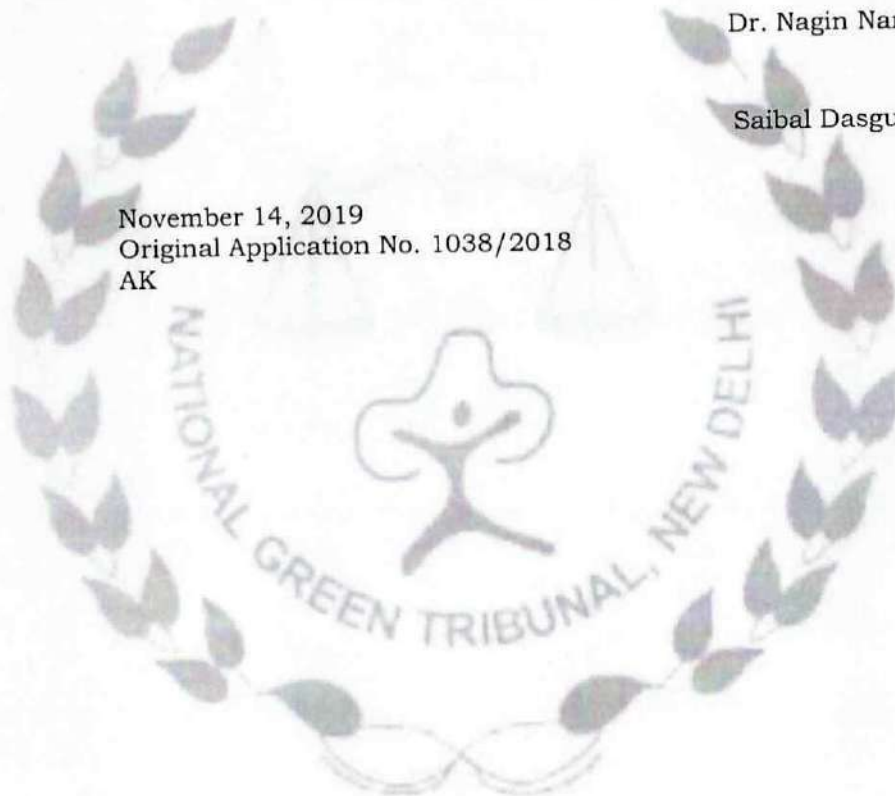 Dr. Nagin
Saibal
November 14, 2019
Original Application No. 1038/2018
AK
NATIONAL GREEN TRIBUNAL, NEW DELHI